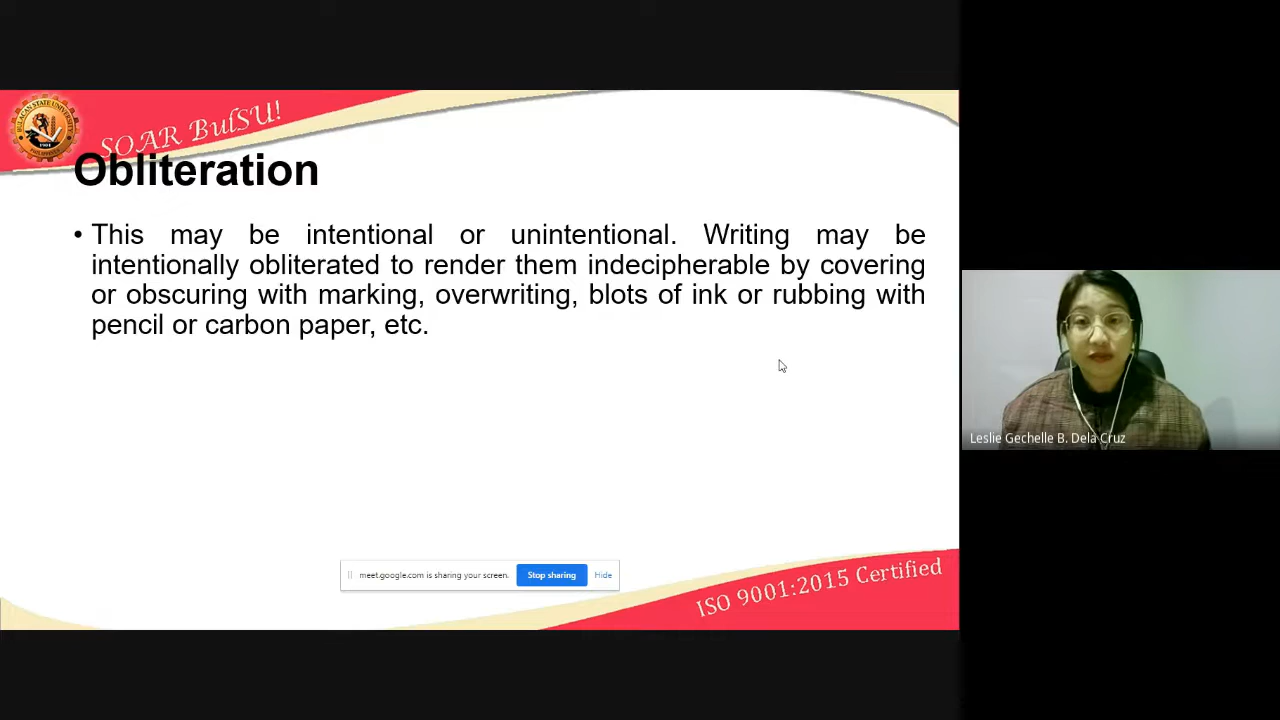 SOAR BulSU!
Obliteration
• This may be intentional or unintentional. Writing may be
intentionally obliterated to render them indecipherable by covering
or obscuring with marking, overwriting, blots of ink or rubbing with
pencil or carbon paper, etc.
Leslie Gechelle B. Dela Cruz
meet.google.com is sharing your screen.
Stop sharing
Hide
ISO 9001:2015 Certified